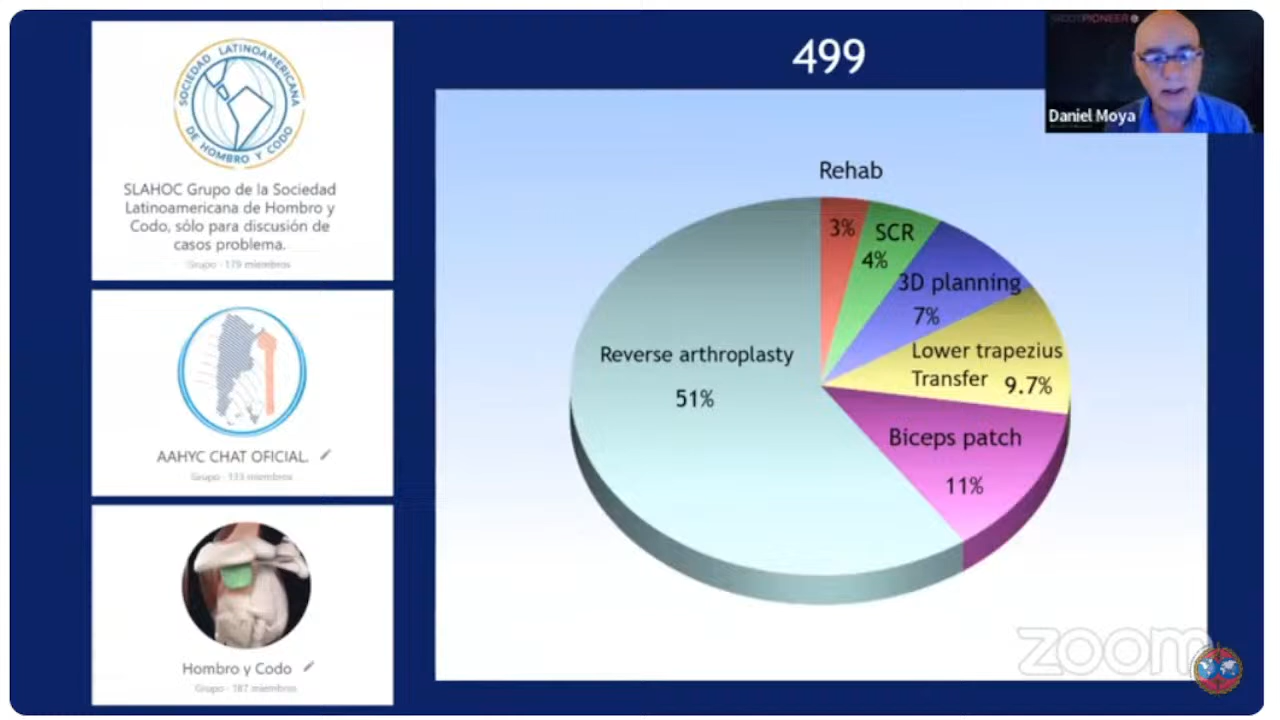 SOCIEDAD LATINOAMERICANA
DE HOMBRO Y CODO
SLAHOC Grupo de la Sociedad
Latinoamericana de Hombro y
Codo, sólo para discusión de
casos problema.
Grupo · 179 miembros
AAHYC CHAT OFICIAL.
Grupo · 133 miembros
Hombro y Codo
Grupo · 187 miembros
499
Rehab
3%
SCR
4%
3D planning
7%
Lower trapezius
Transfer 9.7%
Biceps patch
11%
Reverse arthroplasty
51%
PIONEER
Daniel Moya
zoom